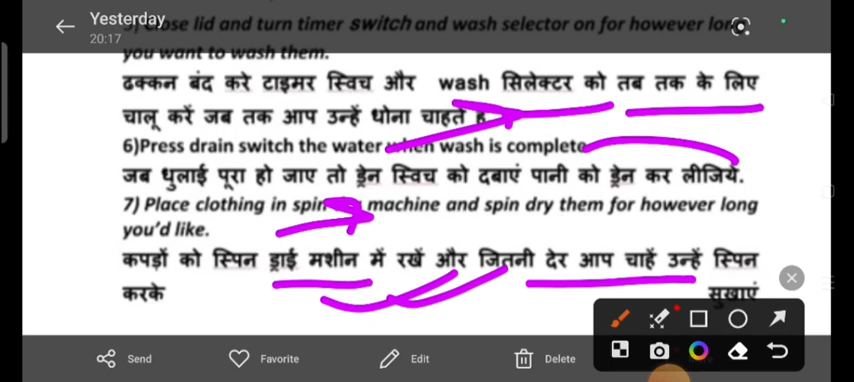 Yesterday
20:17
5) Close lid and turn timer switch and wash selector on for however long
you want to wash them.
ढक्कन बंद करे टाइमर स्विच और wash सिलेक्टर को तब तक के लिए
चालू करें जब तक आप उन्हें धोना चाहते है
6)Press drain switch the water when wash is complete
जब धुलाई पूरा हो जाए तो ड्रेन स्विच को दबाएं पानी को ड्रेन कर लीजिये.
7) Place clothing in spin machine and spin dry them for however long
you'd like.
कपड़ों को स्पिन ड्राई मशीन में रखें और जितनी देर आप चाहें उन्हें स्पिन
करके सुखाएं
Send Favorite Edit Delete